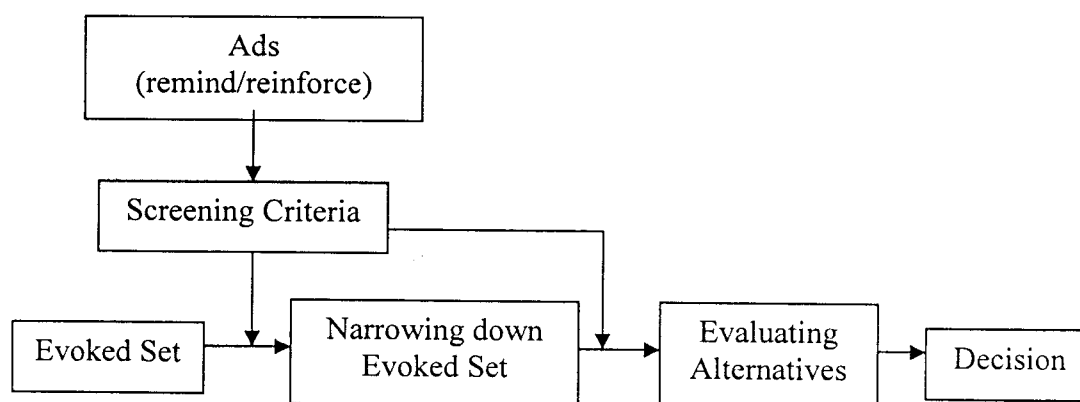 Ads
(remind/reinforce)
Screening Criteria
Evoked Set
Narrowing down
Evoked Set
Evaluating
Alternatives
Decision